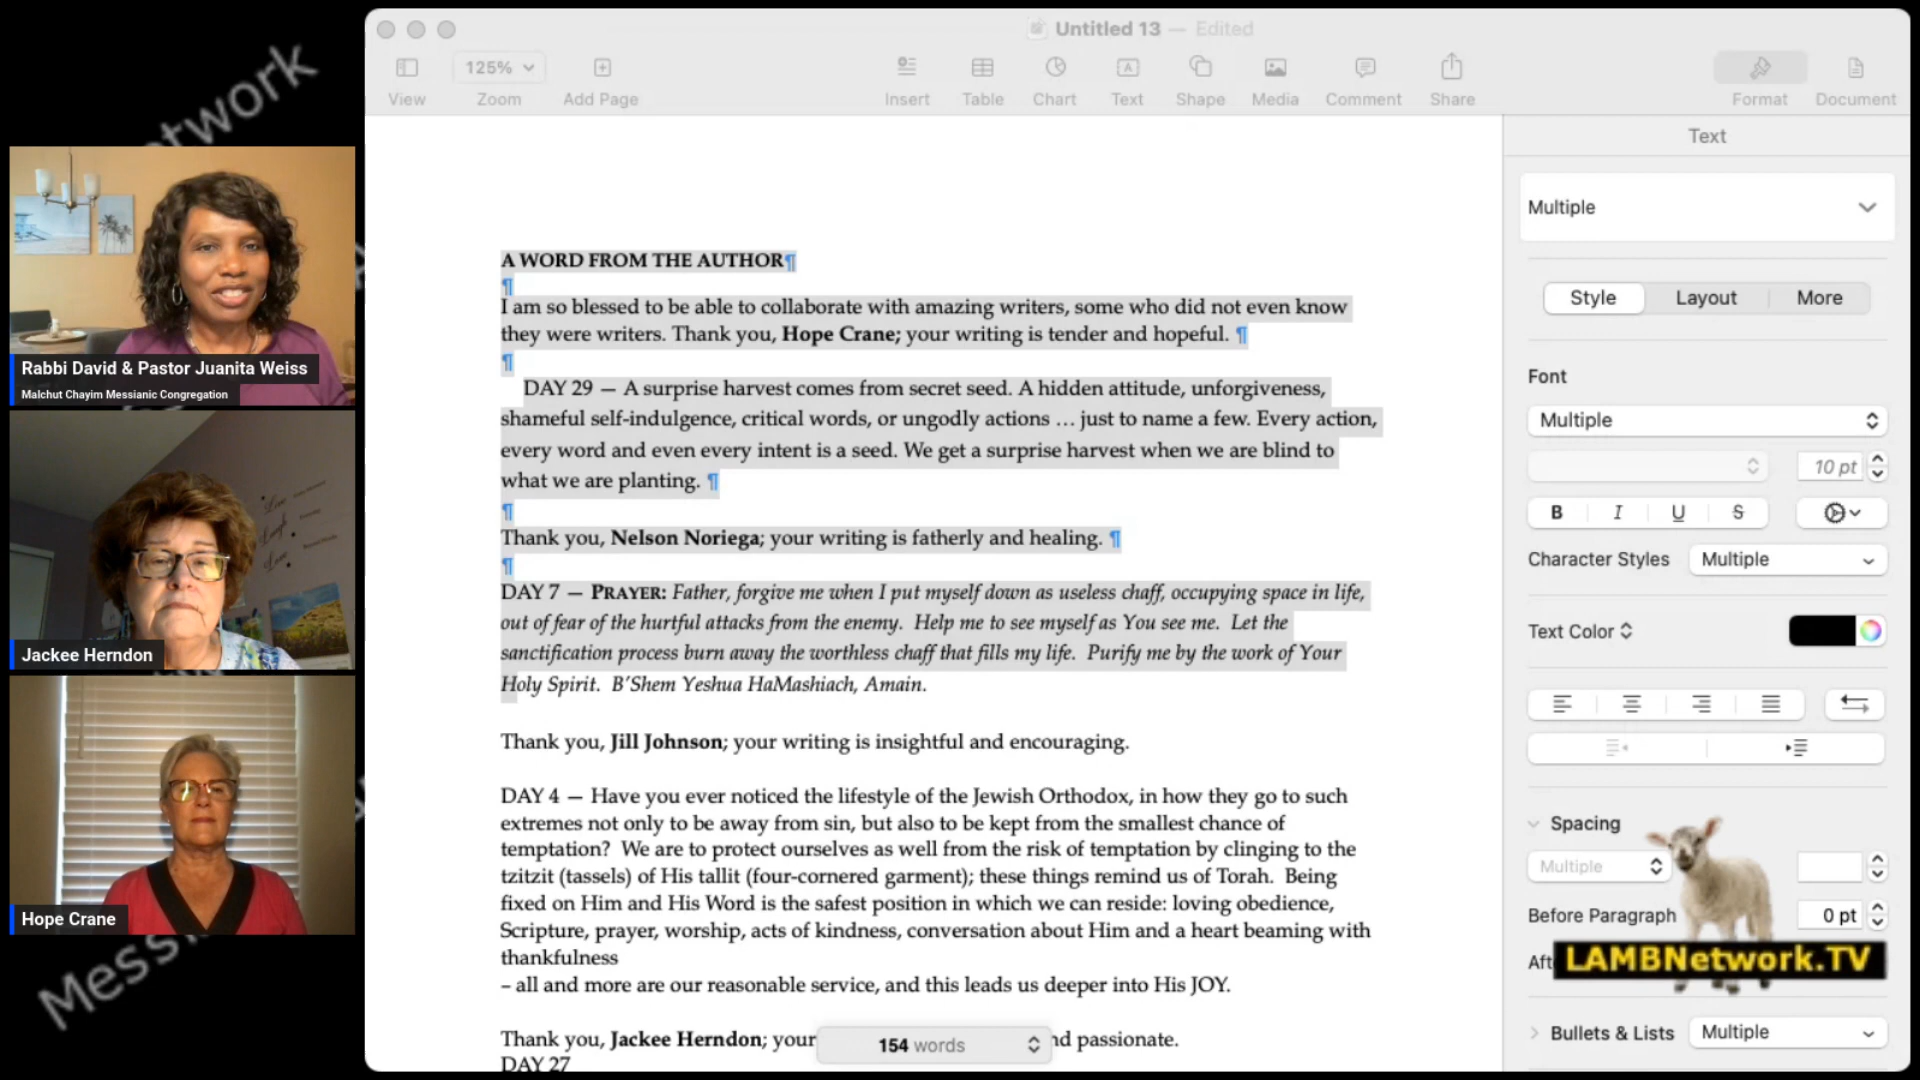 Untitled 13 — Edited
125%
View
Zoom
Add Page
Insert
Table
Chart
Text
Shape
Media
Comment
Share
Format
Document
etwork
Rabbi David & Pastor Juanita Weiss
Malchut Chayim Messianic Congregation
Jackee Herndon
Hope Crane
Mess
A WORD FROM THE AUTHOR¶
¶
I am so blessed to be able to collaborate with amazing writers, some who did not even know
they were writers. Thank you, Hope Crane; your writing is tender and hopeful. ¶
¶
DAY 29 — A surprise harvest comes from secret seed. A hidden attitude, unforgiveness,
shameful self-indulgence, critical words, or ungodly actions … just to name a few. Every action,
every word and even every intent is a seed. We get a surprise harvest when we are blind to
what we are planting. ¶
¶
Thank you, Nelson Noriega; your writing is fatherly and healing. ¶
¶
DAY 7 — PRAYER: Father, forgive me when I put myself down as useless chaff, occupying space in life,
out of fear of the hurtful attacks from the enemy.  Help me to see myself as You see me.  Let the
sanctification process burn away the worthless chaff that fills my life.  Purify me by the work of Your
Holy Spirit.  B'Shem Yeshua HaMashiach, Amain.
Thank you, Jill Johnson; your writing is insightful and encouraging.
DAY 4 — Have you ever noticed the lifestyle of the Jewish Orthodox, in how they go to such
extremes not only to be away from sin, but also to be kept from the smallest chance of
temptation?  We are to protect ourselves as well from the risk of temptation by clinging to the
tzitzit (tassels) of His tallit (four-cornered garment); these things remind us of Torah.  Being
fixed on Him and His Word is the safest position in which we can reside: loving obedience,
Scripture, prayer, worship, acts of kindness, conversation about Him and a heart beaming with
thankfulness
– all and more are our reasonable service, and this leads us deeper into His JOY.
Thank you, Jackee Herndon; your nd passionate.
DAY 27
154 words
Text
Multiple
Style
Layout
More
Font
Multiple
10 pt
B I U S
Character Styles
Multiple
Text Color
Spacing
Multiple
Before Paragraph
0 pt
Aft
LAMBNetwork.TV
Bullets & Lists
Multiple